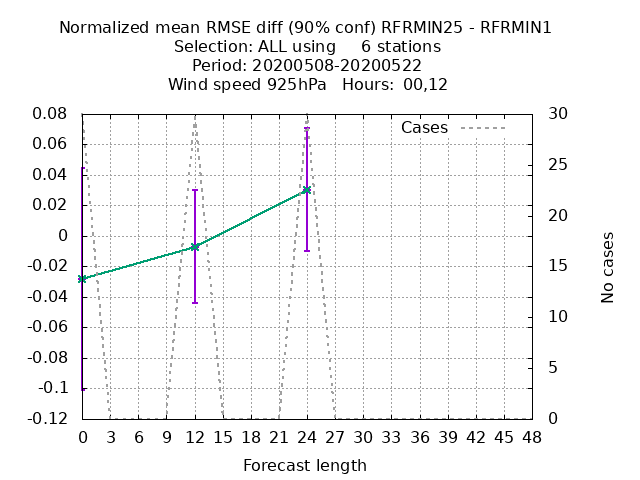 Normalized mean RMSE diff (90% conf) RFRMIN25 - RFRMIN1
Selection: ALL using     6 stations
Period: 20200508-20200522
Wind speed 925hPa   Hours:  00,12
Cases
0.08
0.06
0.04
0.02
0
-0.02
-0.04
-0.06
-0.08
-0.1
-0.12
30
25
20
15
10
5
0
No cases
0 3 6 9 12 15 18 21 24 27 30 33 36 39 42 45 48
Forecast length